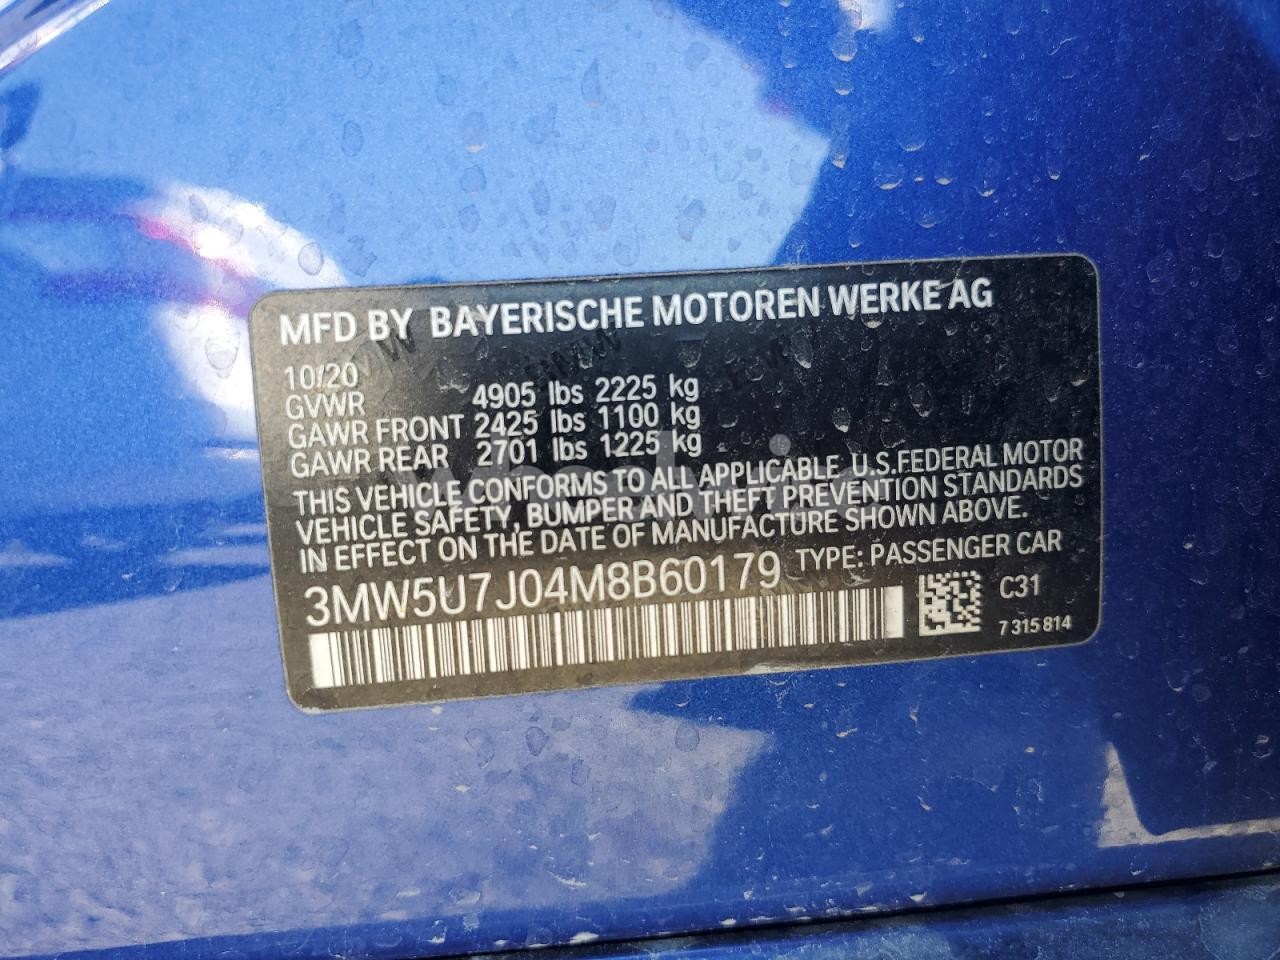 MFD BY BAYERISCHE MOTOREN WERKE AG
10/20
GVWR 4905 lbs 2225 kg
GAWR FRONT 2425 lbs 1100 kg
GAWR REAR 2701 lbs 1225 kg
THIS VEHICLE CONFORMS TO ALL APPLICABLE U.S.FEDERAL MOTOR
VEHICLE SAFETY, BUMPER AND THEFT PREVENTION STANDARDS
IN EFFECT ON THE DATE OF MANUFACTURE SHOWN ABOVE.
3MW5U7J04M8B60179 TYPE: PASSENGER CAR
C31
7 315 814